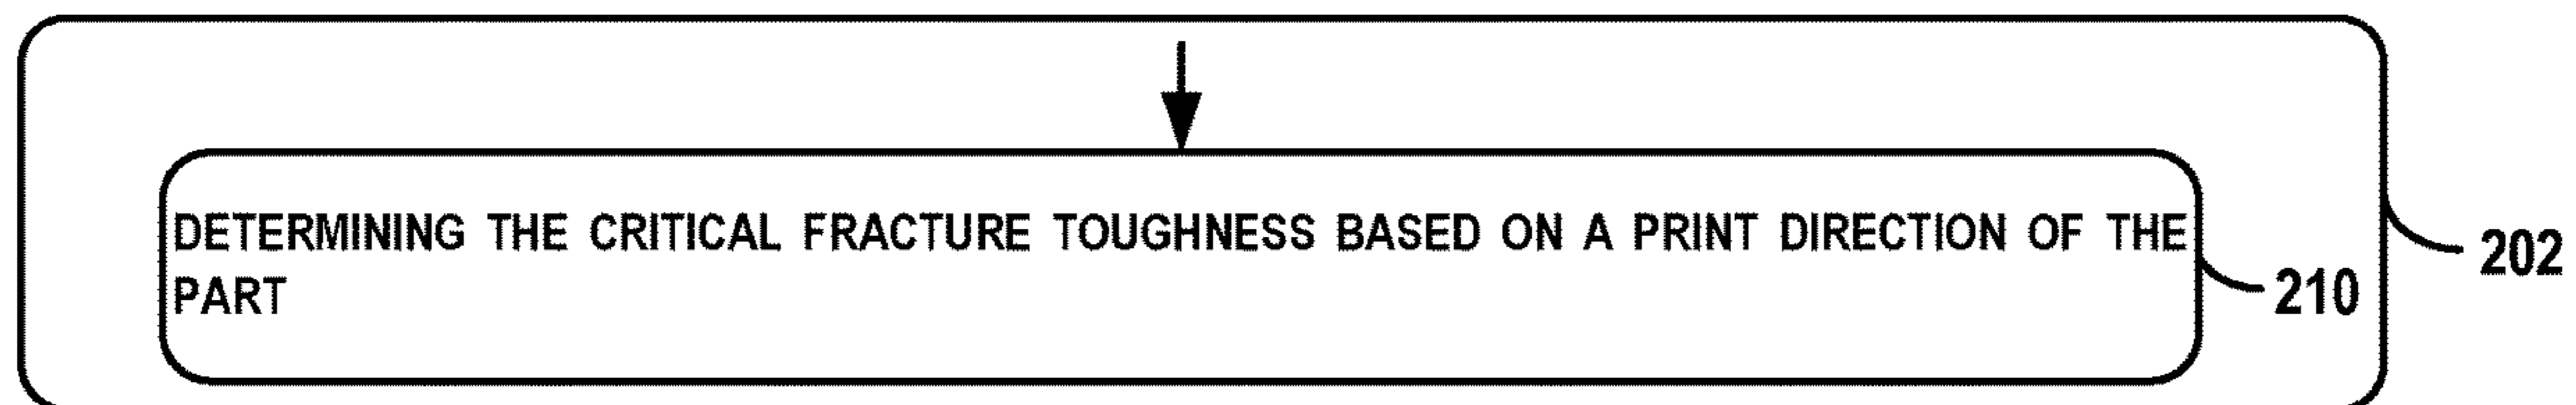 DETERMINING THE CRITICAL FRACTURE TOUGHNESS BASED ON A PRINT DIRECTION OF THE
PART
202
210